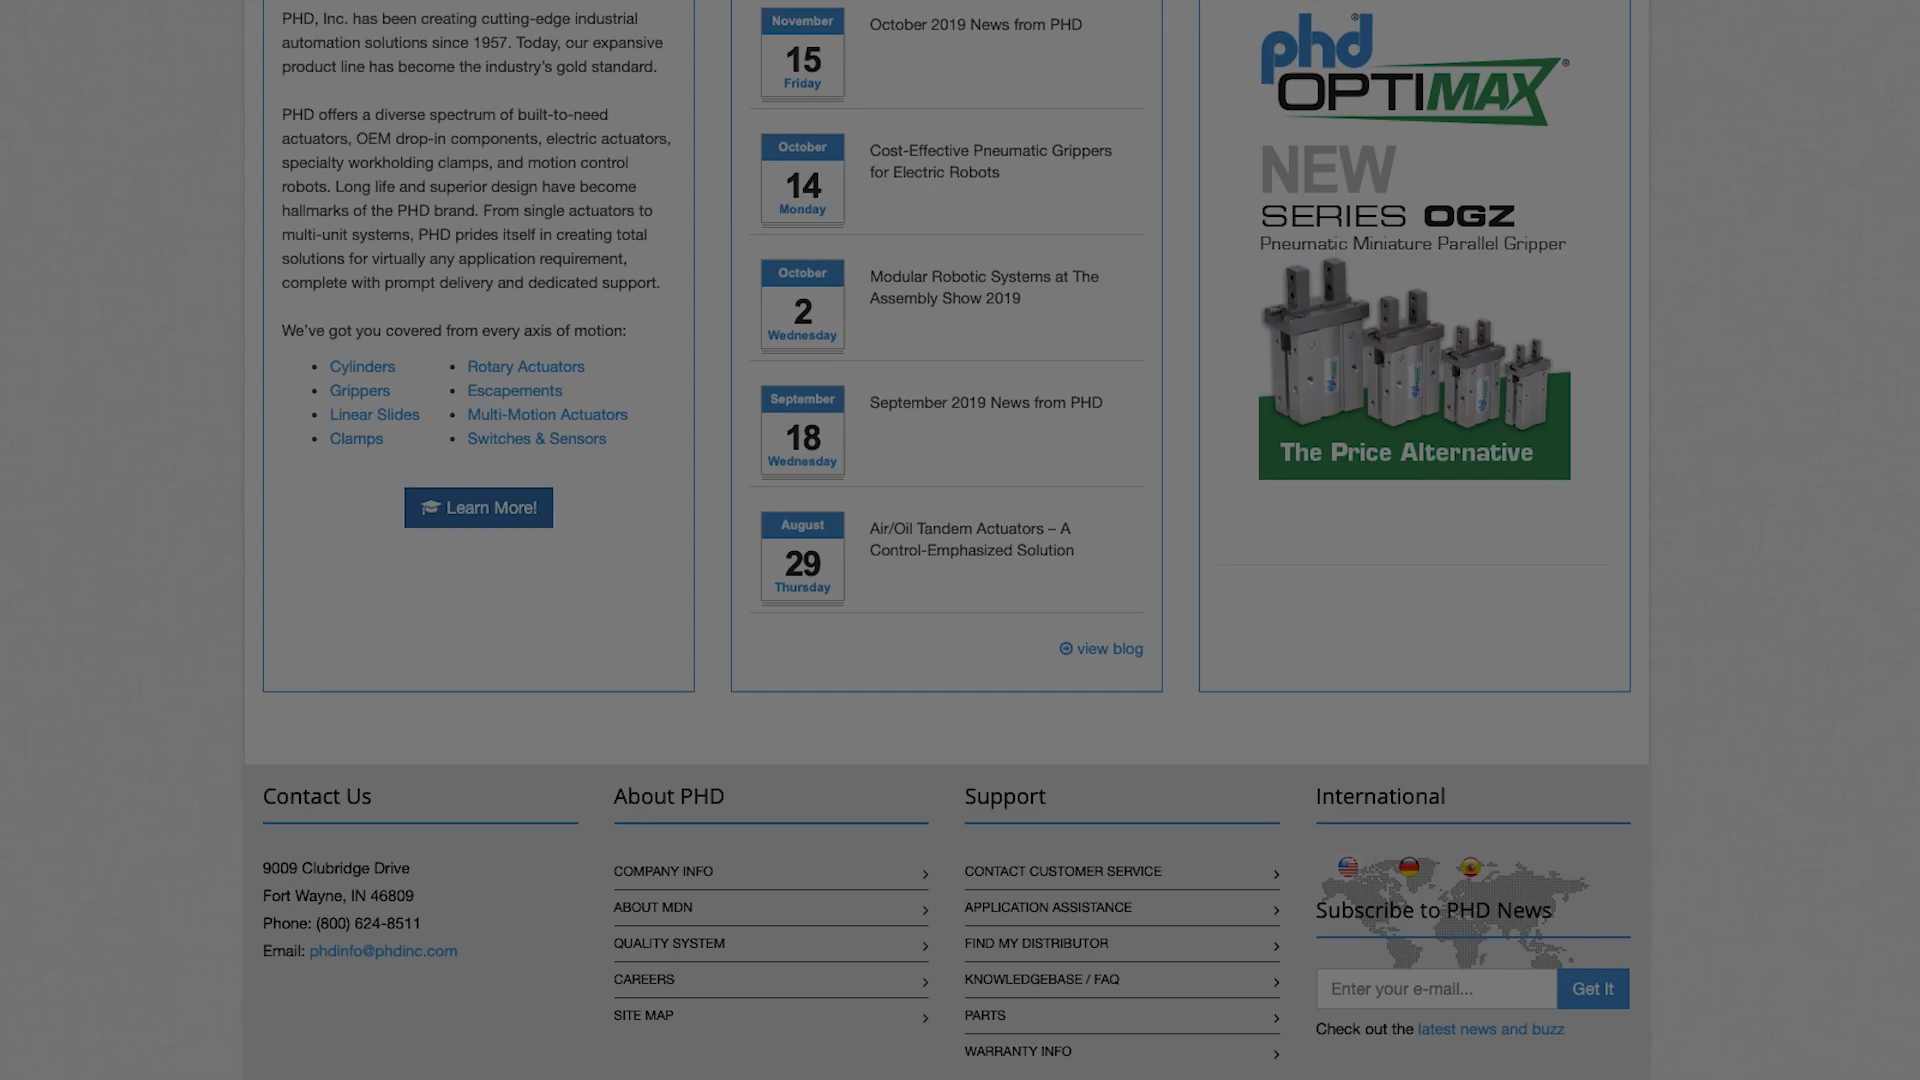 PHD, Inc. has been creating cutting-edge industrial
automation solutions since 1957. Today, our expansive
product line has become the industry's gold standard.
PHD offers a diverse spectrum of built-to-need
actuators, OEM drop-in components, electric actuators,
specialty workholding clamps, and motion control
robots. Long life and superior design have become
hallmarks of the PHD brand. From single actuators to
multi-unit systems, PHD prides itself in creating total
solutions for virtually any application requirement,
complete with prompt delivery and dedicated support.
We've got you covered from every axis of motion:
• Cylinders
• Grippers
• Linear Slides
• Clamps
• Rotary Actuators
• Escapements
• Multi-Motion Actuators
• Switches & Sensors
Learn More!
November
15
Friday
October 2019 News from PHD
October
14
Monday
Cost-Effective Pneumatic Grippers
for Electric Robots
October
2
Wednesday
Modular Robotic Systems at The
Assembly Show 2019
September
18
Wednesday
September 2019 News from PHD
August
29
Thursday
Air/Oil Tandem Actuators – A
Control-Emphasized Solution
view blog
phd®
OPTIMAX®
NEW
SERIES OGZ
Pneumatic Miniature Parallel Gripper
phd
phd
phd
The Price Alternative
Contact Us
9009 Clubridge Drive
Fort Wayne, IN 46809
Phone: (800) 624-8511
Email: phdinfo@phdinc.com
About PHD
COMPANY INFO
ABOUT MDN
QUALITY SYSTEM
CAREERS
SITE MAP
Support
CONTACT CUSTOMER SERVICE
APPLICATION ASSISTANCE
FIND MY DISTRIBUTOR
KNOWLEDGEBASE / FAQ
PARTS
WARRANTY INFO
International
Subscribe to PHD News
Enter your e-mail...
Get It
Check out the latest news and buzz